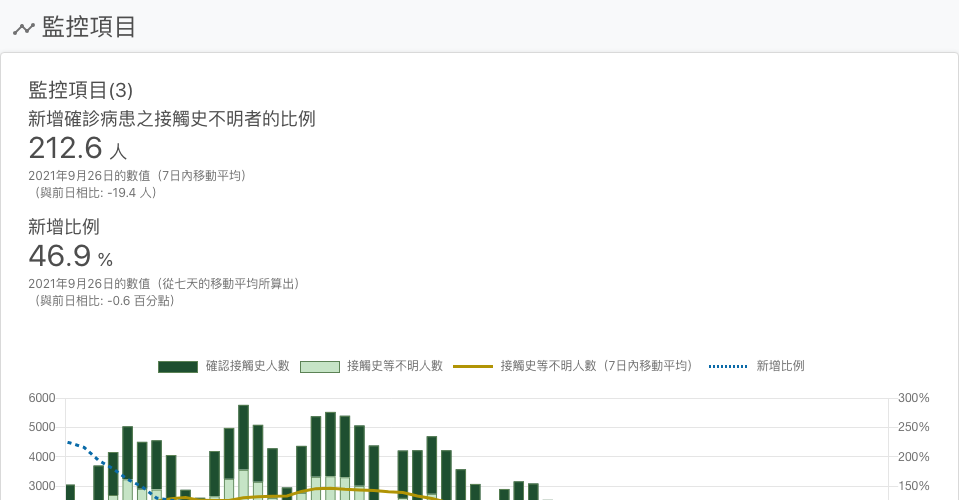 監控項目
監控項目(3)
新增確診病患之接觸史不明者的比例
212.6 人
2021年9月26日的數值（7日內移動平均）
（與前日相比: -19.4 人）
新增比例
46.9 %
2021年9月26日的數值（從七天的移動平均所算出）
（與前日相比: -0.6 百分點）
確認接觸史人數 接觸史等不明人數 接觸史等不明人數（7日內移動平均） 新增比例
6000 300%
5000 250%
4000 200%
3000 150%